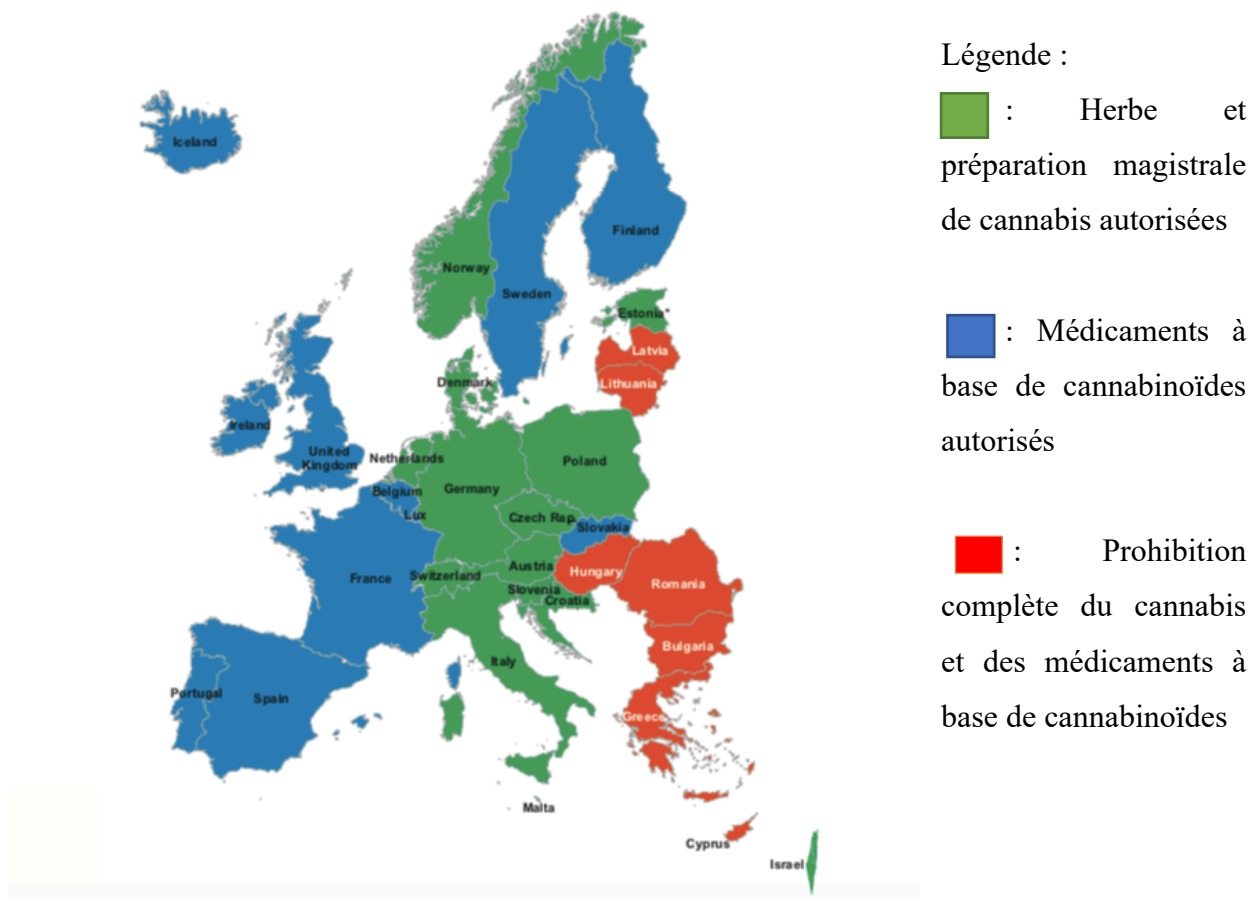 Iceland
Finland
Norway
Sweden
Estonia*
Latvia
Lithuania
Denmark
Ireland
United
Kingdom
Netherlands
Poland
Germany
Belgium
Lux
Czech Rep.
Slovakia
France
Switzerland
Austria
Hungary
Romania
Slovenia
Croatia
Bulgaria
Italy
Portugal
Spain
Greece
Malta
Cyprus
Israel
Légende :
: Herbe et
préparation magistrale
de cannabis autorisées
: Médicaments à
base de cannabinoïdes
autorisés
: Prohibition
complète du cannabis
et des médicaments à
base de cannabinoïdes